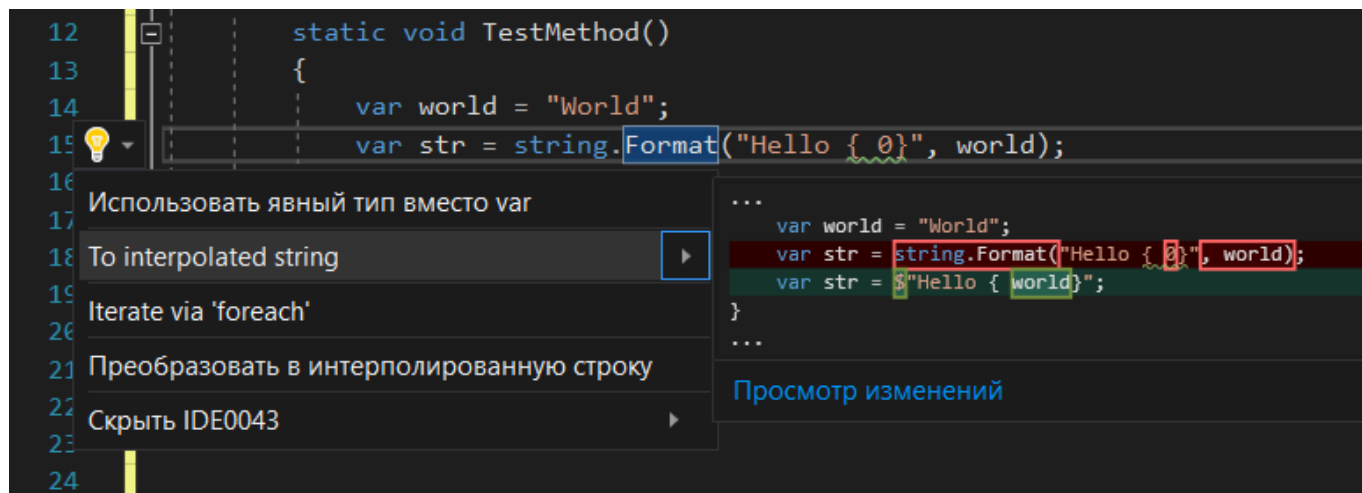 12 static void TestMethod()
13 {
14 var world = "World";
15 var str = string.Format("Hello { 0}", world);
16
Использовать явный тип вместо var
17
18 To interpolated string
19
Iterate via 'foreach'
20
21 Преобразовать в интерполированную строку
22
Скрыть IDE0043
23
24
...
var world = "World";
var str = string.Format("Hello { 0}", world);
var str = $"Hello { world}";
}
...
Просмотр изменений